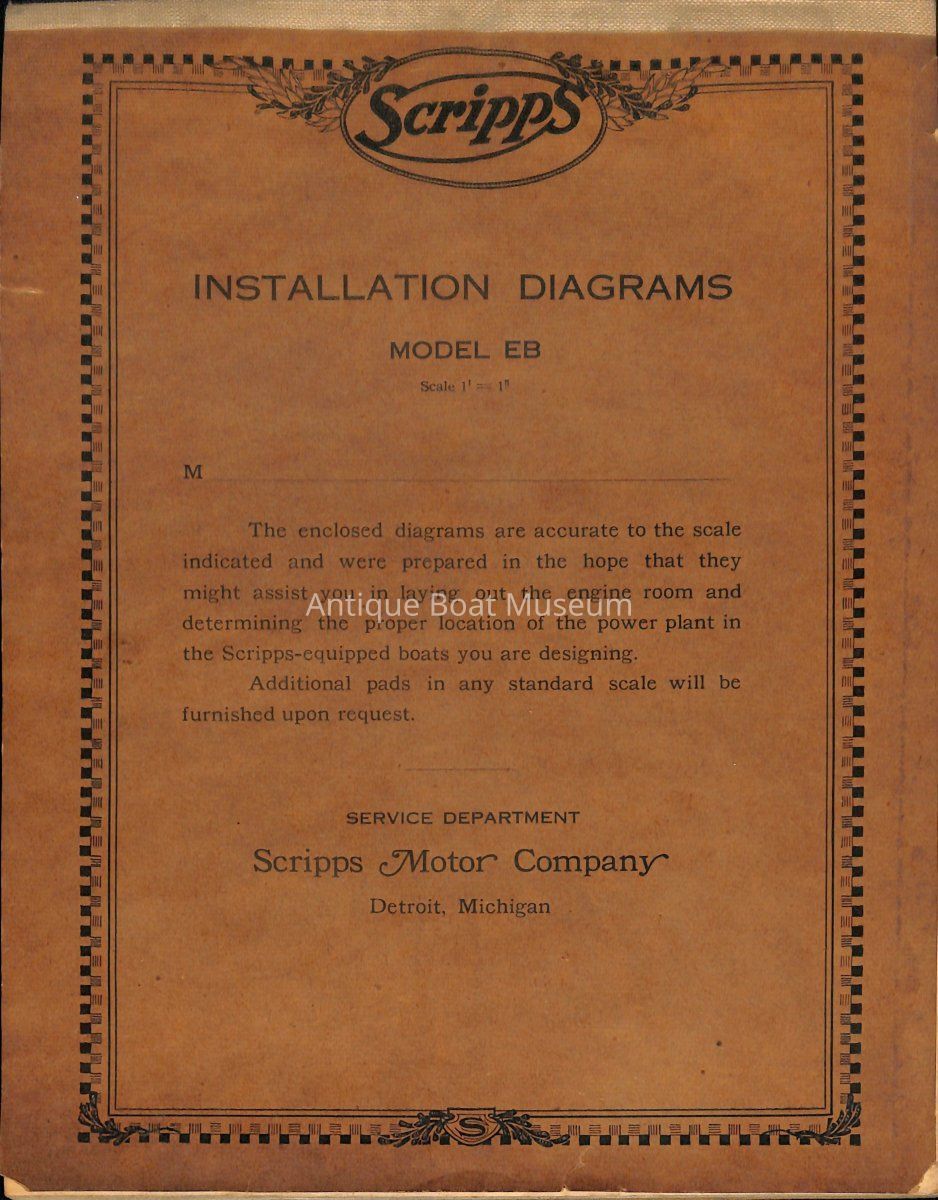 Scripps
INSTALLATION DIAGRAMS
MODEL EB
Scale 1' = 1"
M
The enclosed diagrams are accurate to the scale
indicated and were prepared in the hope that they
might assist you in laying out the engine room and
Antique Boat Museum
determining the proper location of the power plant in
the Scripps-equipped boats you are designing.
Additional pads in any standard scale will be
furnished upon request.
SERVICE DEPARTMENT
Scripps Motor Company
Detroit, Michigan
S